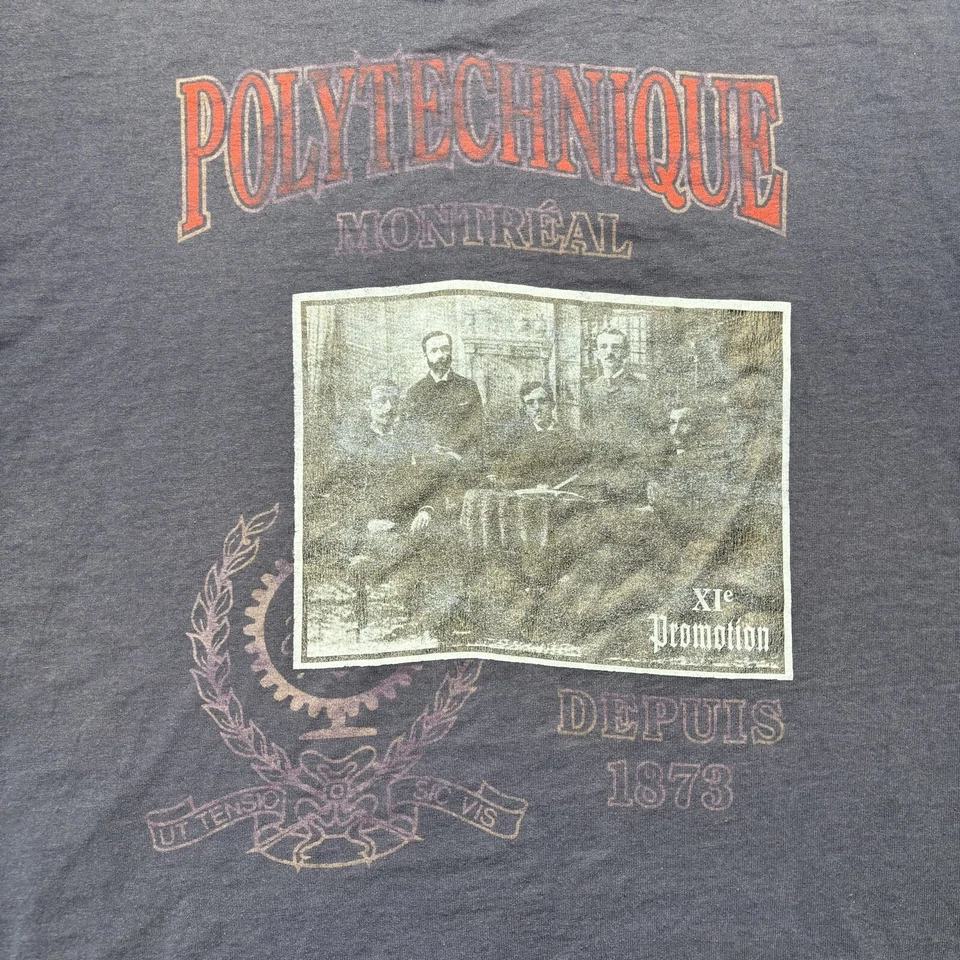 POLYTECHNIQUE
MONTRÉAL
XIe
Promotion
DEPUIS
1873
UT TENSIO SIC VIS